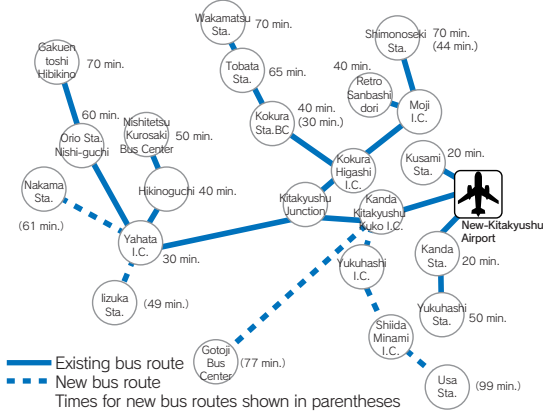 Wakamatsu
Sta.
70 min.
Shimonoseki
Sta.
70 min.
(44 min.)
Gakuen
toshi
Hibikino
70 min.
Tobata
Sta.
65 min.
40 min.
Retro
Sanbashi
dori
Moji
I.C.
60 min.
Orio Sta.
Nishi-guchi
Nishitetsu
Kurosaki
Bus Center
50 min.
Kokura
Sta.BC
40 min.
(30 min.)
Kokura
Higashi
I.C.
Kusami
Sta.
20 min.
Nakama
Sta.
(61 min.)
Hikinoguchi
40 min.
Kitakyushu
Junction
Kanda
Kitakyushu
Kuko I.C.
New-Kitakyushu
Airport
Yahata
I.C.
30 min.
Kanda
Sta.
20 min.
Yukuhashi
I.C.
Iizuka
Sta.
(49 min.)
Yukuhashi
Sta.
50 min.
Shiida
Minami
I.C.
Gotoji
Bus
Center
(77 min.)
Usa
Sta.
(99 min.)
Existing bus route
New bus route
Times for new bus routes shown in parentheses